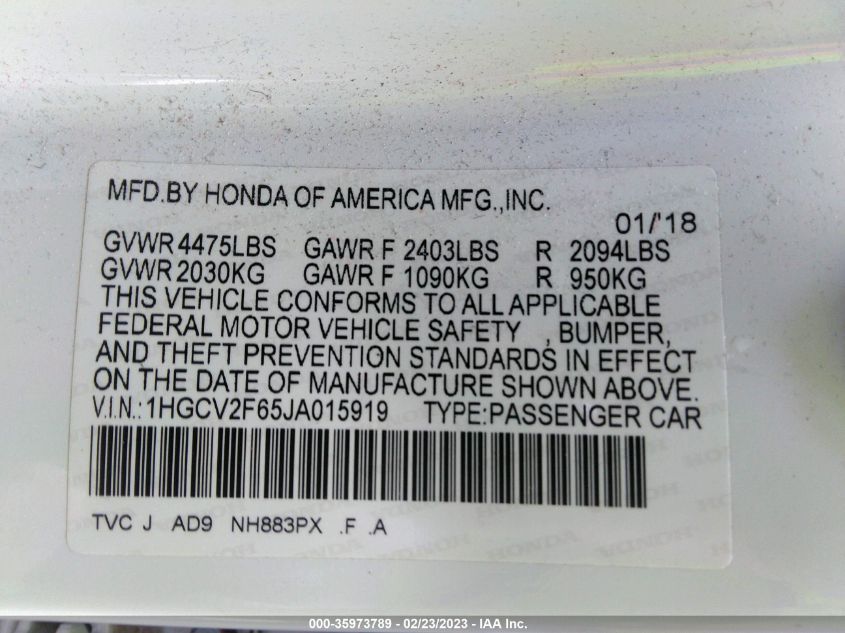 MFD.BY HONDA OF AMERICA MFG.,INC.
01/'18
GVWR 4475LBS GAWR F 2403LBS R 2094LBS
GVWR 2030KG GAWR F 1090KG R 950KG
THIS VEHICLE CONFORMS TO ALL APPLICABLE
FEDERAL MOTOR VEHICLE SAFETY , BUMPER,
AND THEFT PREVENTION STANDARDS IN EFFECT
ON THE DATE OF MANUFACTURE SHOWN ABOVE.
V.I.N.:1HGCV2F65JA015919 TYPE:PASSENGER CAR
TVC J AD9 NH883PX .F .A
HONDA HONDA HONDA
000-35973789 - 02/23/2023 - IAA Inc.